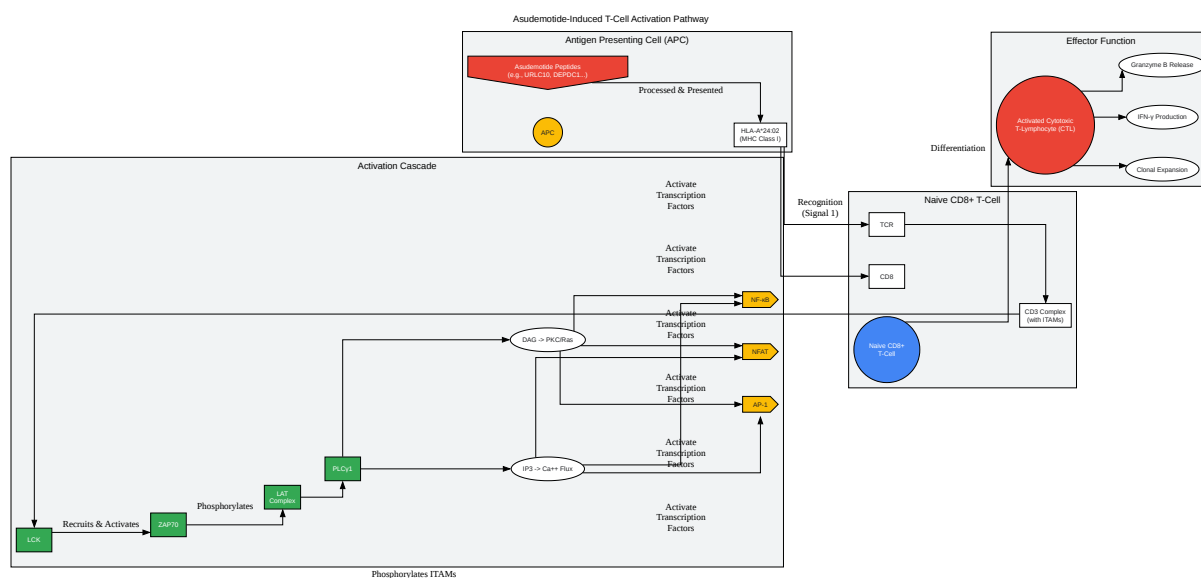 Asudemotide-Induced T-Cell Activation Pathway
Antigen Presenting Cell (APC)
Asudemotide Peptides
(e.g., URLC10, DEPDC1...)
Processed & Presented
APC
HLA-A*24:02
(MHC Class I)
Effector Function
Granzyme B Release
Activated Cytotoxic
T-Lymphocyte (CTL)
IFN-γ Production
Clonal Expansion
Differentiation
Activation Cascade
Activate
Transcription
Factors
Activate
Transcription
Factors
Activate
Transcription
Factors
Activate
Transcription
Factors
Activate
Transcription
Factors
Activate
Transcription
Factors
NF-κB
NFAT
AP-1
DAG -> PKC/Ras
IP3 -> Ca++ Flux
PLCγ1
LAT
Complex
Phosphorylates
ZAP70
Recruits & Activates
LCK
Phosphorylates ITAMs
Recognition
(Signal 1)
Naive CD8+ T-Cell
TCR
CD8
CD3 Complex
(with ITAMs)
Naive CD8+
T-Cell